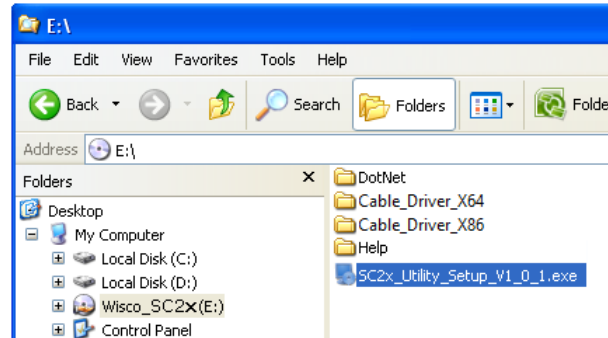 E:\
File Edit View Favorites Tools Help
Back Search Folders Folde
Address E:\
Folders
Desktop
My Computer
Local Disk (C:)
Local Disk (D:)
Wisco_SC2x(E:)
Control Panel
DotNet
Cable_Driver_X64
Cable_Driver_X86
Help
SC2x_Utility_Setup_V1_0_1.exe